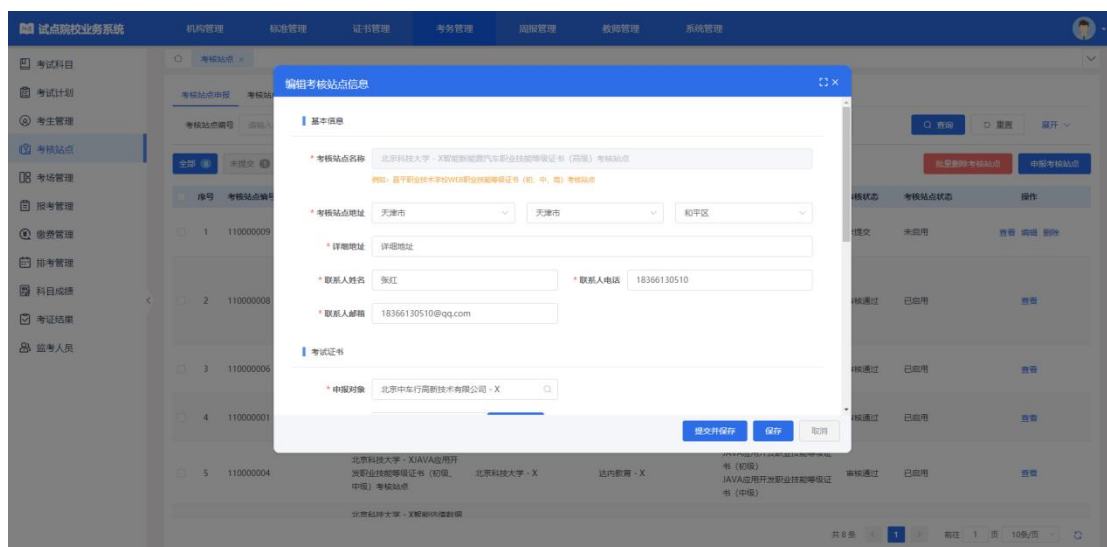 试点院校业务系统
机构管理 标准管理 证书管理 考务管理 周报管理 教师管理 系统管理
考试科目
考试计划
考生管理
考核站点
考场管理
报考管理
缴费管理
排考管理
科目成绩
考证结果
监考人员
考核站点 ×
考核站点申报 考核站
考核站点编号 请输入
查询 重置 展开
全部 8 未提交
批量删除考核站点 申报考核站点
序号 考核站点编号 审核状态 考核站点状态 操作
1 110000009 未提交 未启用 查看 编辑 删除
2 110000008 审核通过 已启用 查看
3 110000006 审核通过 已启用 查看
4 110000001 审核通过 已启用 查看
5 110000004 北京科技大学 - XJAVA应用开发职业技能等级证书（初级、中级）考核站点 北京科技大学 - X 达内教育 - X JAVA应用开发职业技能等级证书（初级） JAVA应用开发职业技能等级证书（中级） 审核通过 已启用 查看
共 8 条 1 前往 1 页 10条/页
编辑考核站点信息
基本信息
* 考核站点名称 北京科技大学 - X智能新能源汽车职业技能等级证书（高级）考核站点
例如：昌平职业技术学校WEB职业技能等级证书（初、中、高）考核站点
* 考核站点地址 天津市 天津市 和平区
* 详细地址 详细地址
* 联系人姓名 张红 * 联系人电话 18366130510
* 联系人邮箱 18366130510@qq.com
考试证书
* 申报对象 北京中车行高新技术有限公司 - X
提交并保存 保存 取消